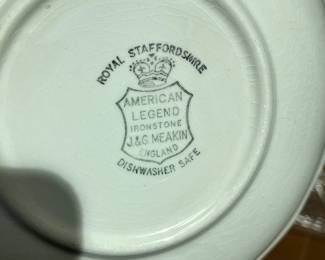 ROYAL STAFFORDSHIRE
AMERICAN
LEGEND
IRONSTONE
J.&G. MEAKIN
ENGLAND
DISHWASHER SAFE